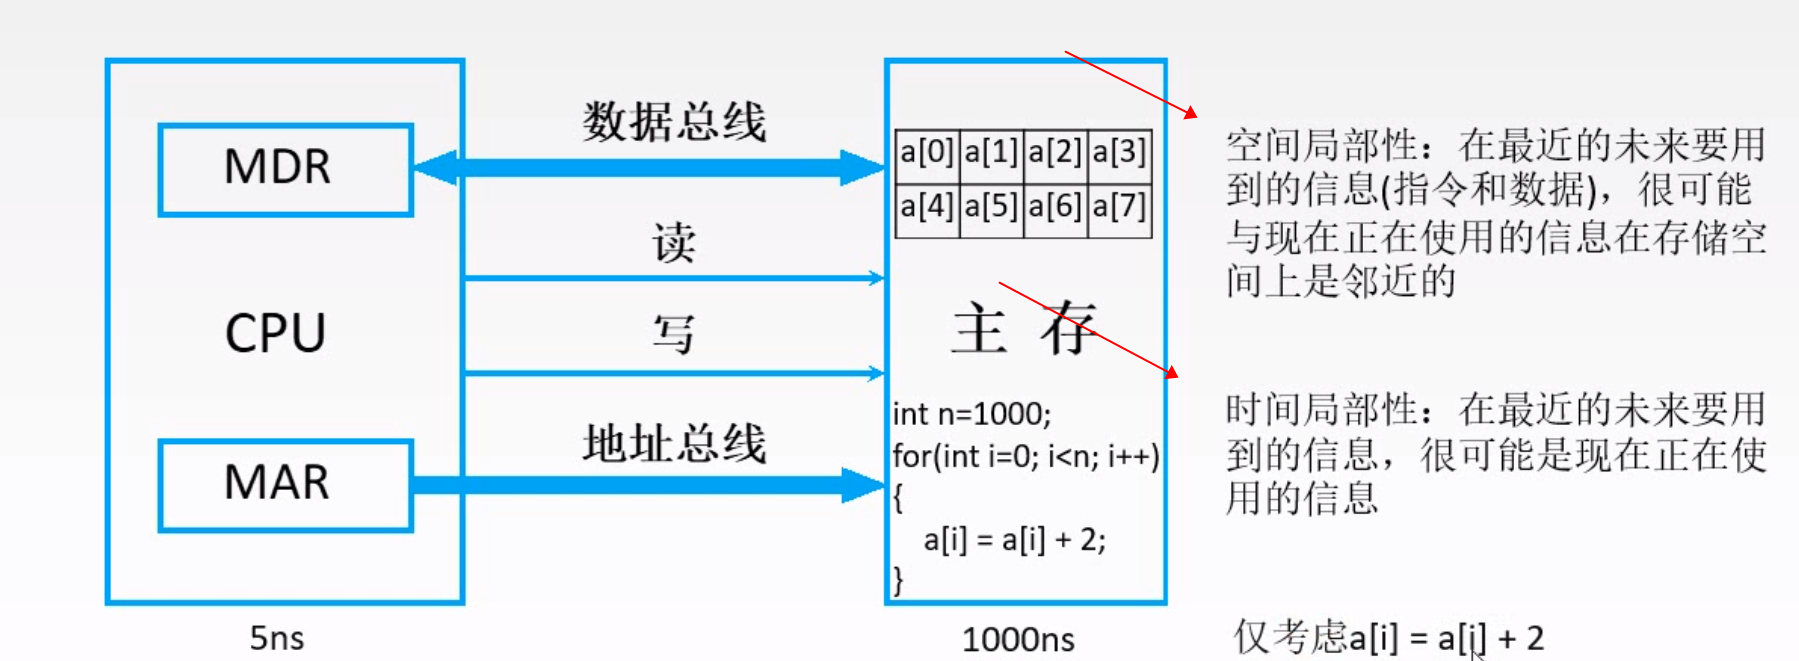 数据总线
MDR
a[0] a[1] a[2] a[3]
a[4] a[5] a[6] a[7]
读
CPU
写
主 存
地址总线
MAR
int n=1000;
for(int i=0; i<n; i++)
{
a[i] = a[i] + 2;
}
5ns
1000ns
空间局部性：在最近的未来要用
到的信息(指令和数据)，很可能
与现在正在使用的信息在存储空
间上是邻近的
时间局部性：在最近的未来要用
到的信息，很可能是现在正在使
用的信息
仅考虑a[i] = a[i] + 2